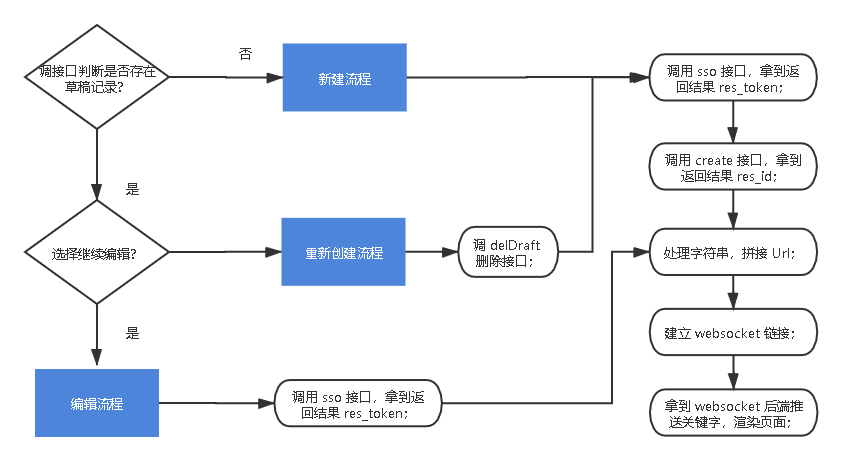 调接口判断是否存在
草稿记录?
否
新建流程
调用 sso 接口，拿到返
回结果 res_token；
调用 create 接口，拿到
返回结果 res_id；
是
选择继续编辑?
重新创建流程
调 delDraft
删除接口；
处理字符串，拼接 Url；
建立 websocket 链接；
是
编辑流程
调用 sso 接口，拿到返
回结果 res_token；
拿到 websocket 后端推
送关键字，渲染页面；